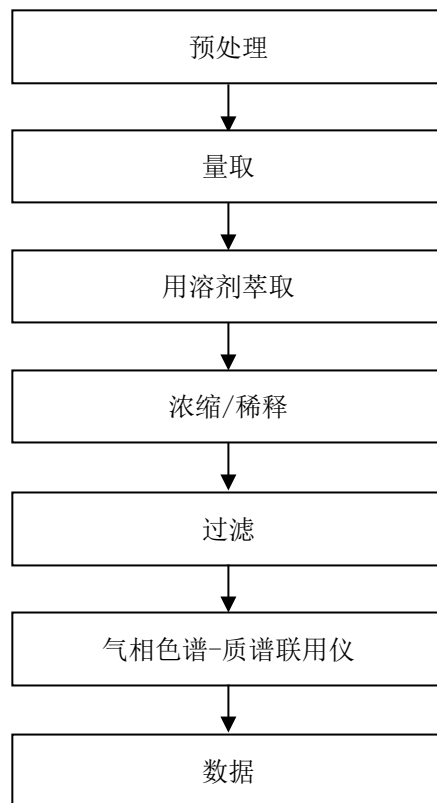 预处理
量取
用溶剂萃取
浓缩/稀释
过滤
气相色谱-质谱联用仪
数据